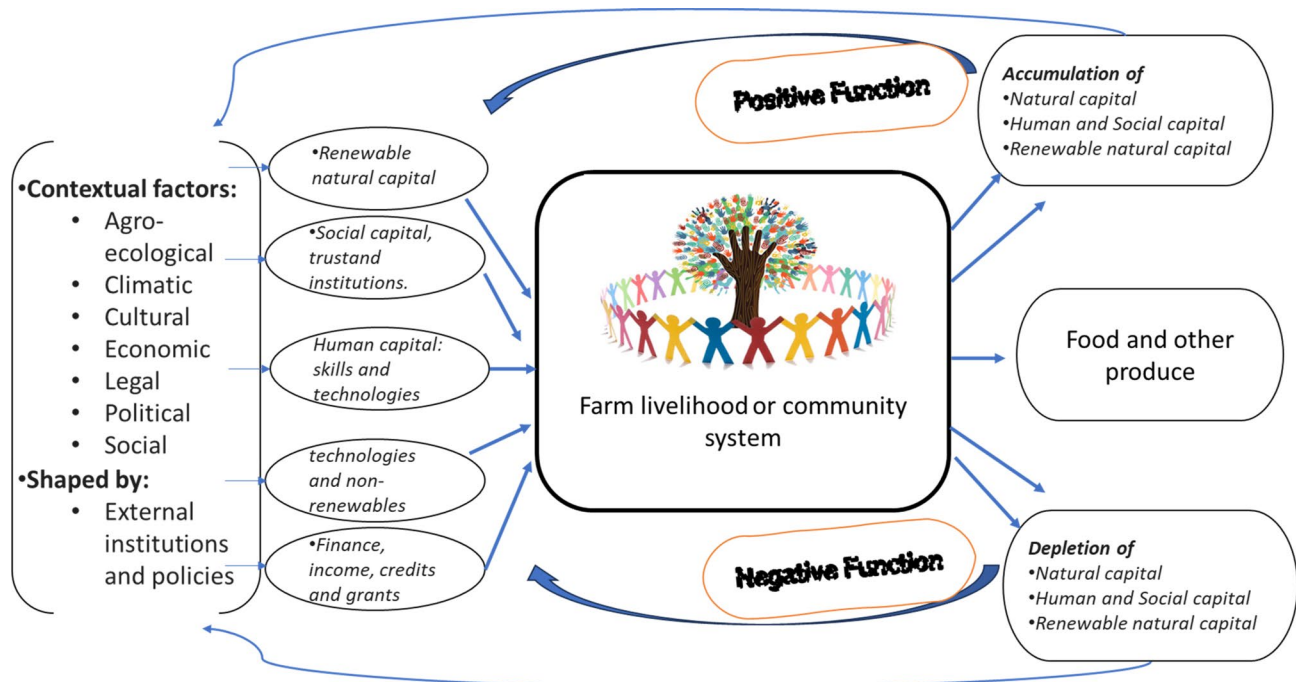 •Contextual factors:
• Agro-
ecological
• Climatic
• Cultural
• Economic
• Legal
• Political
• Social
•Shaped by:
• External
institutions
and policies
•Renewable
natural capital
•Social capital,
trustand
institutions.
Human capital:
skills and
technologies
technologies
and non-
renewables
•Finance,
income, credits
and grants
Positive Function
Farm livelihood or community
system
Negative Function
Accumulation of
•Natural capital
•Human and Social capital
•Renewable natural capital
Food and other
produce
Depletion of
•Natural capital
•Human and Social capital
•Renewable natural capital